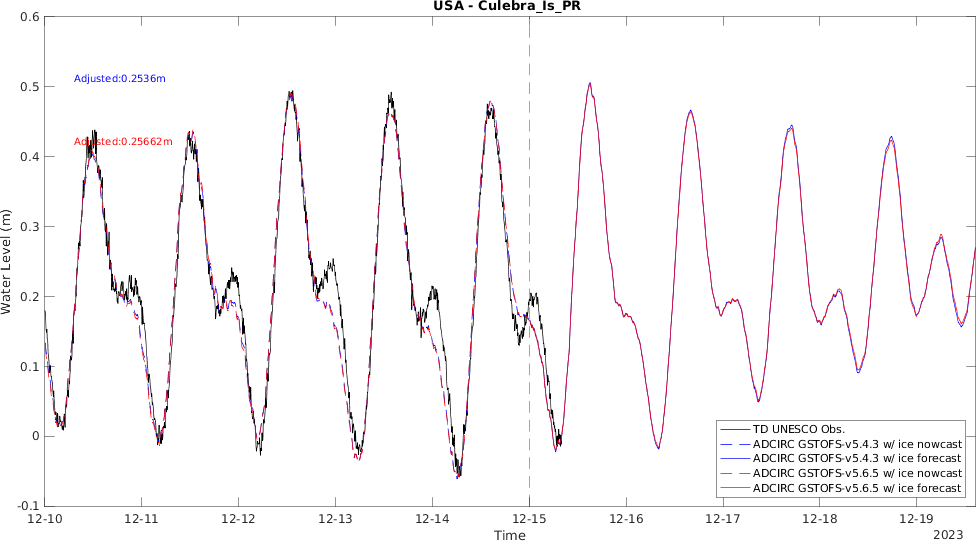 USA - Culebra_Is_PR
0.6
0.5
0.4
0.3
0.2
0.1
0
-0.1
Water Level (m)
Adjusted:0.2536m
Adjusted:0.25662m
TD UNESCO Obs.
ADCIRC GSTOFS-v5.4.3 w/ ice nowcast
ADCIRC GSTOFS-v5.4.3 w/ ice forecast
ADCIRC GSTOFS-v5.6.5 w/ ice nowcast
ADCIRC GSTOFS-v5.6.5 w/ ice forecast
12-10 12-11 12-12 12-13 12-14 12-15 12-16 12-17 12-18 12-19
Time
2023